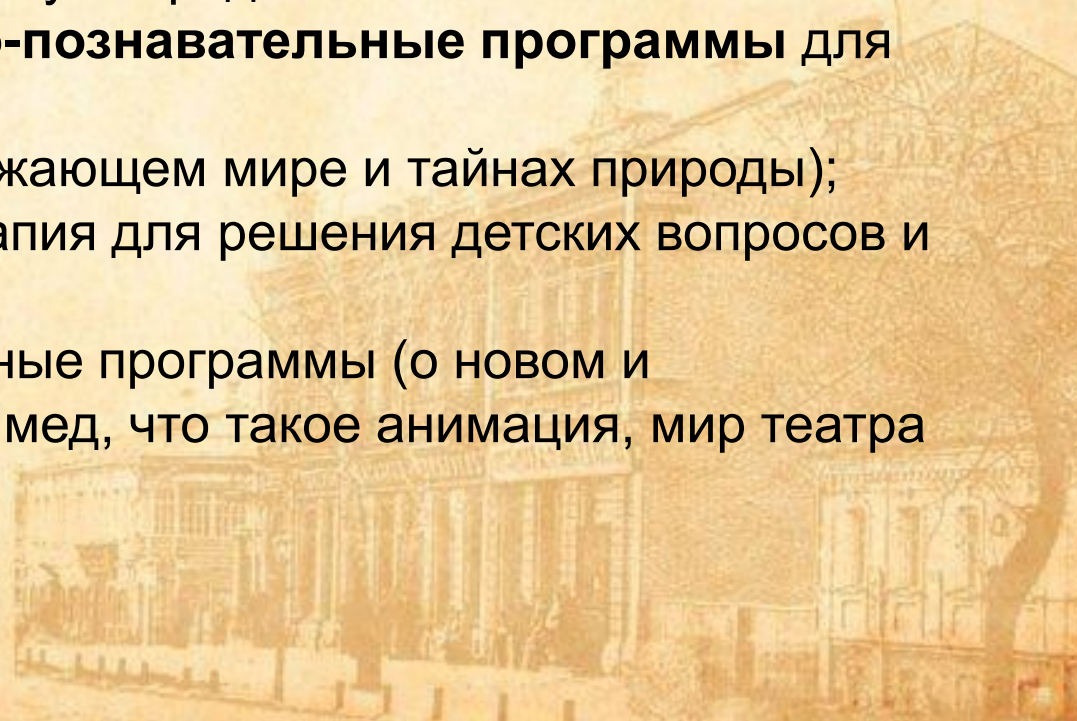 -познавательные программы для
жающем мире и тайнах природы);
апия для решения детских вопросов и
ные программы (о новом и
мед, что такое анимация, мир театра